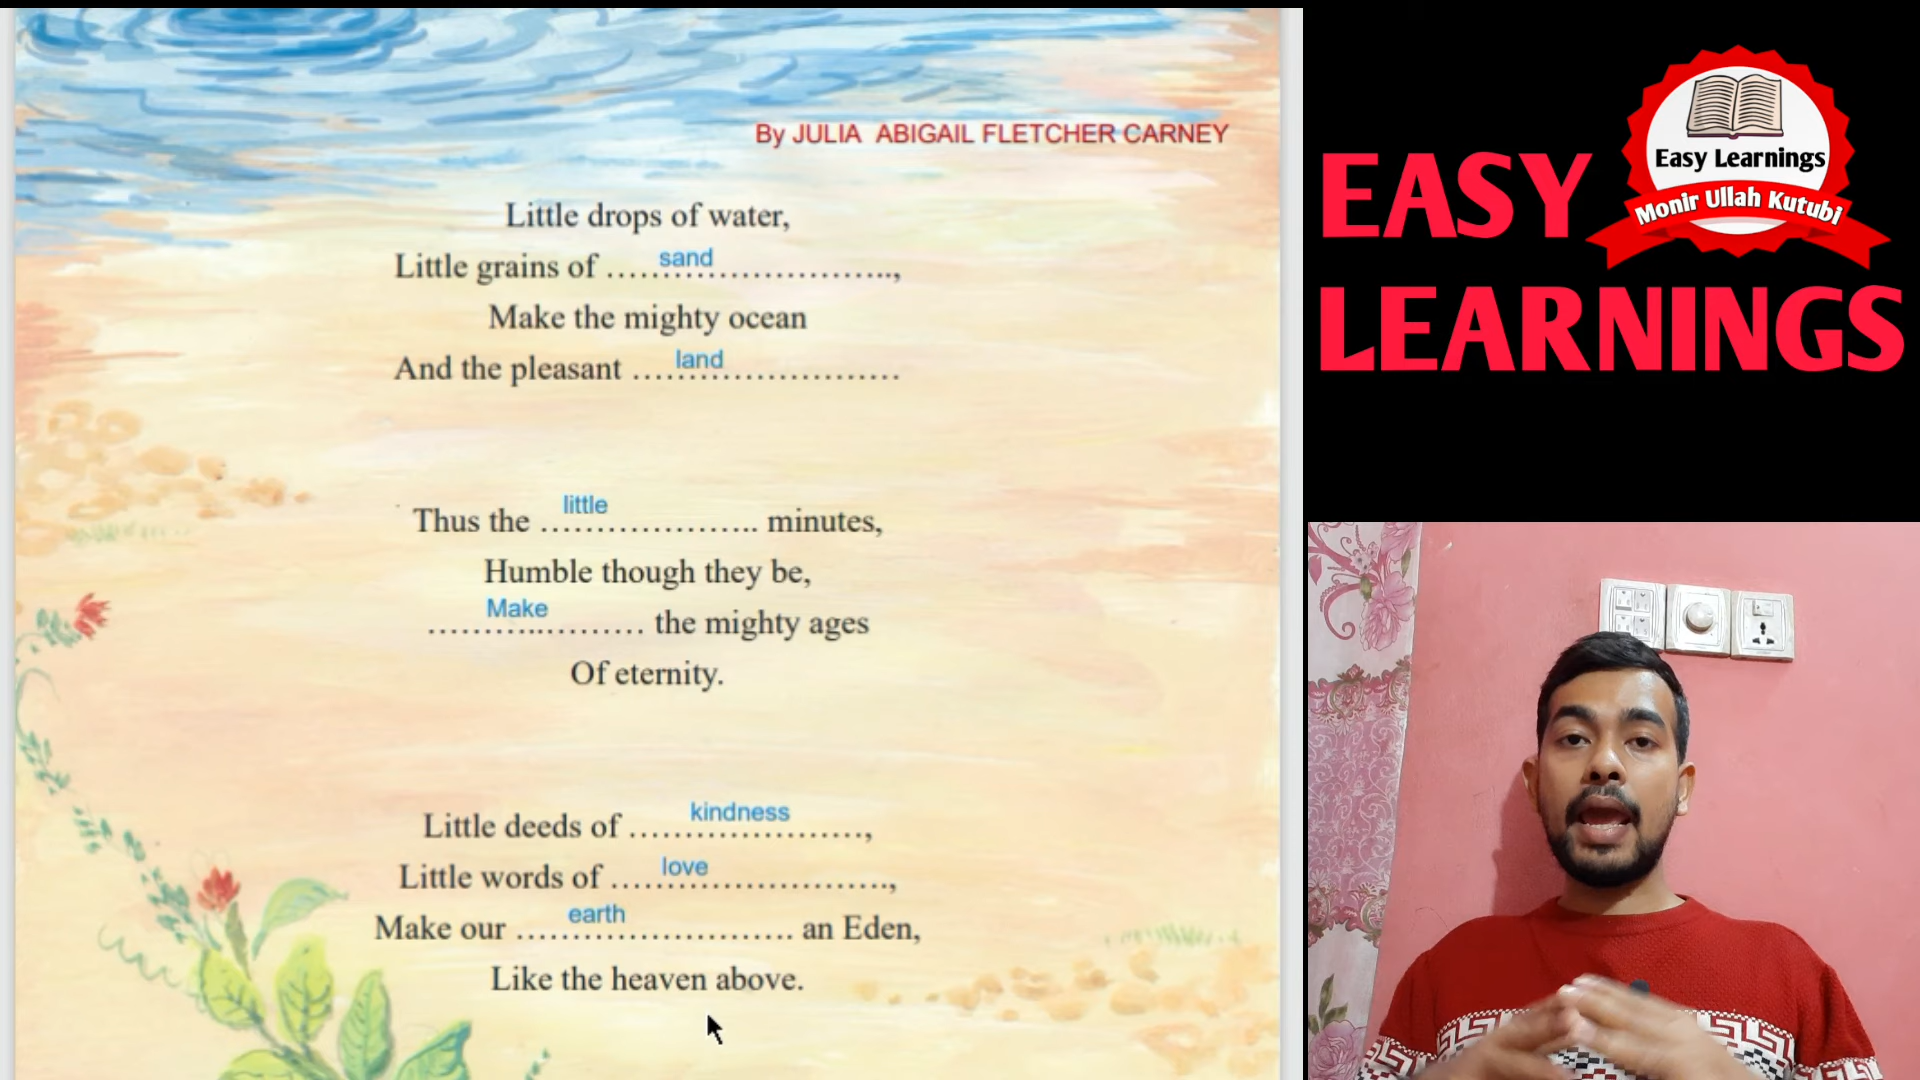 By JULIA ABIGAIL FLETCHER CARNEY
Little drops of water,
Little grains of ....sand....................,
Make the mighty ocean
And the pleasant ....land....................
Thus the ..little.................. minutes,
Humble though they be,
......Make............ the mighty ages
Of eternity.
Little deeds of ......kindness..........,
Little words of .....love..................,
Make our .....earth................. an Eden,
Like the heaven above.
EASY
LEARNINGS
Easy Learnings
Monir Ullah Kutubi